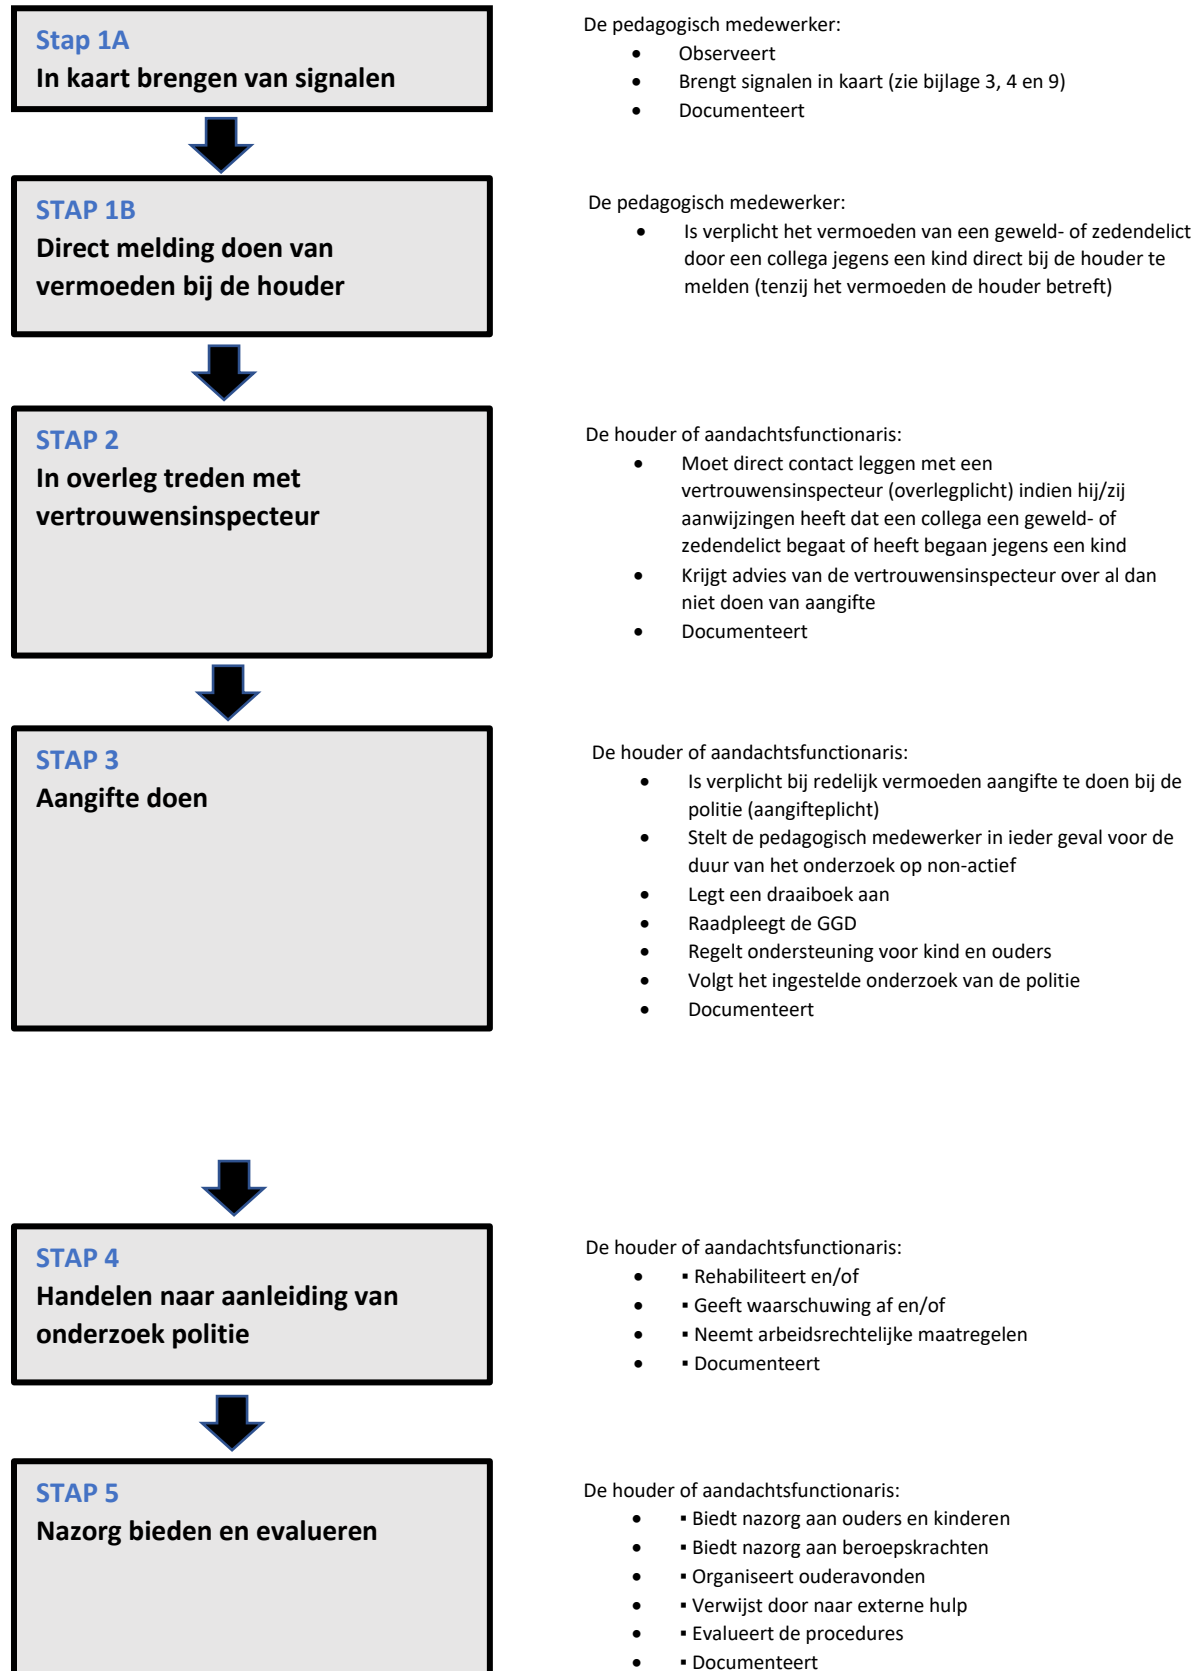 Stap 1A
In kaart brengen van signalen
De pedagogisch medewerker:
• Observeert
• Brengt signalen in kaart (zie bijlage 3, 4 en 9)
• Documenteert
STAP 1B
Direct melding doen van
vermoeden bij de houder
De pedagogisch medewerker:
• Is verplicht het vermoeden van een geweld- of zedendelict
door een collega jegens een kind direct bij de houder te
melden (tenzij het vermoeden de houder betreft)
STAP 2
In overleg treden met
vertrouwensinspecteur
De houder of aandachtsfunctionaris:
• Moet direct contact leggen met een
vertrouwensinspecteur (overlegplicht) indien hij/zij
aanwijzingen heeft dat een collega een geweld- of
zedendelict begaat of heeft begaan jegens een kind
• Krijgt advies van de vertrouwensinspecteur over al dan
niet doen van aangifte
• Documenteert
STAP 3
Aangifte doen
De houder of aandachtsfunctionaris:
• Is verplicht bij redelijk vermoeden aangifte te doen bij de
politie (aangifteplicht)
• Stelt de pedagogisch medewerker in ieder geval voor de
duur van het onderzoek op non-actief
• Legt een draaiboek aan
• Raadpleegt de GGD
• Regelt ondersteuning voor kind en ouders
• Volgt het ingestelde onderzoek van de politie
• Documenteert
STAP 4
Handelen naar aanleiding van
onderzoek politie
De houder of aandachtsfunctionaris:
• ▪ Rehabiliteert en/of
• ▪ Geeft waarschuwing af en/of
• ▪ Neemt arbeidsrechtelijke maatregelen
• ▪ Documenteert
STAP 5
Nazorg bieden en evalueren
De houder of aandachtsfunctionaris:
• ▪ Biedt nazorg aan ouders en kinderen
• ▪ Biedt nazorg aan beroepskrachten
• ▪ Organiseert ouderavonden
• ▪ Verwijst door naar externe hulp
• ▪ Evalueert de procedures
• ▪ Documenteert